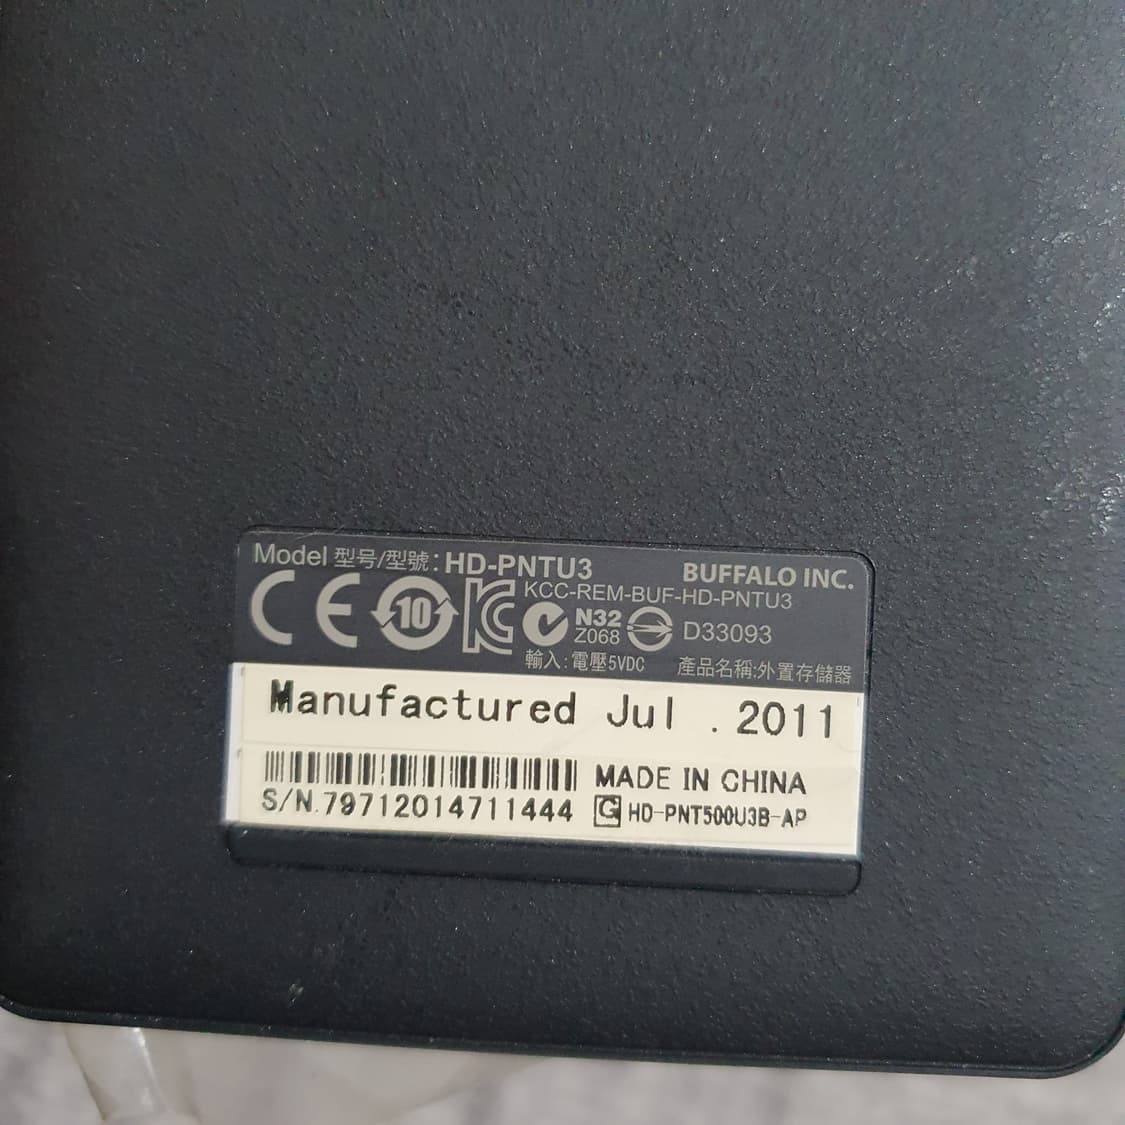 Model 型号/型號: HD-PNTU3 BUFFALO INC.
KCC-REM-BUF-HD-PNTU3
CE 10 N32 Z068 D33093
輸入:電壓5VDC 產品名稱:外置存儲器
Manufactured Jul . 2011
MADE IN CHINA
S/N.79712014711444 G HD-PNT500U3B-AP